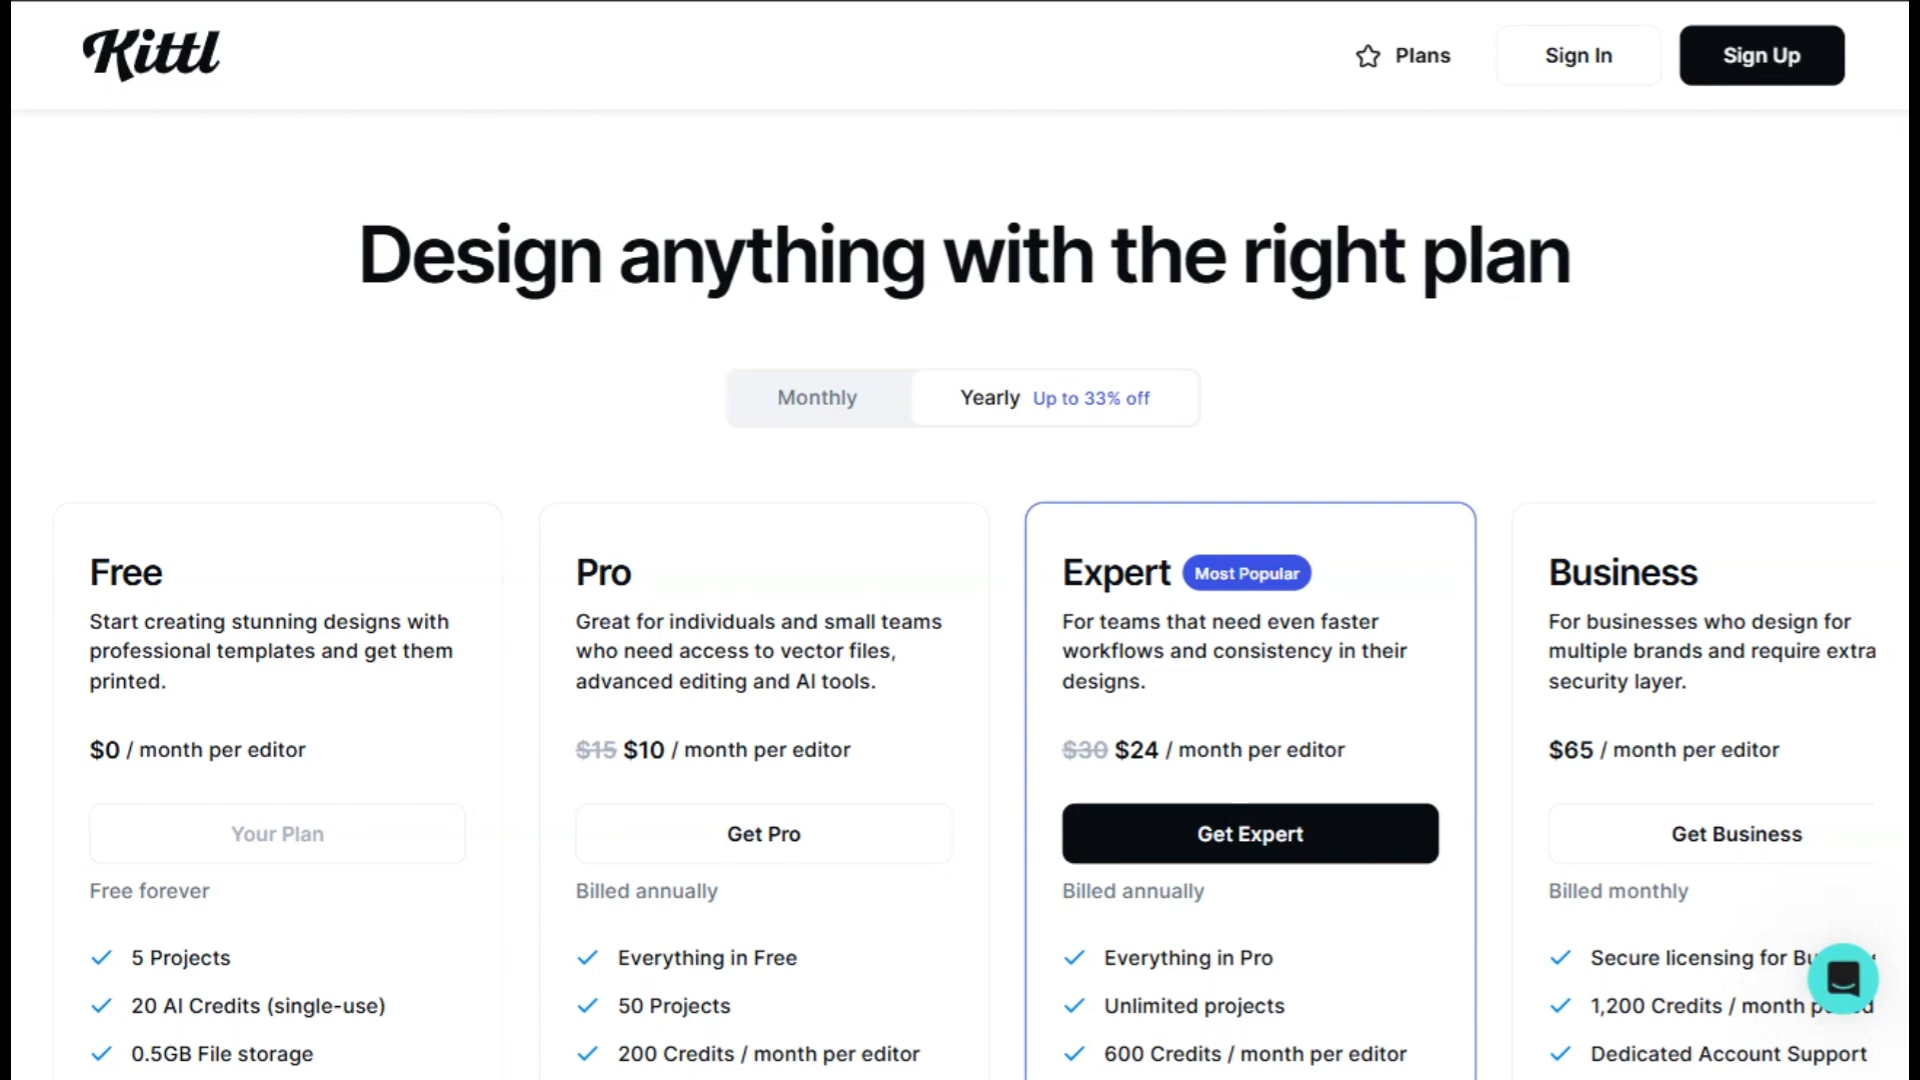 Kittl
Plans
Sign In
Sign Up
Design anything with the right plan
Monthly
Yearly Up to 33% off
Free
Start creating stunning designs with
professional templates and get them
printed.
$0 / month per editor
Your Plan
Free forever
5 Projects
20 AI Credits (single-use)
0.5GB File storage
Pro
Great for individuals and small teams
who need access to vector files,
advanced editing and AI tools.
$15 $10 / month per editor
Get Pro
Billed annually
Everything in Free
50 Projects
200 Credits / month per editor
Expert Most Popular
For teams that need even faster
workflows and consistency in their
designs.
$30 $24 / month per editor
Get Expert
Billed annually
Everything in Pro
Unlimited projects
600 Credits / month per editor
Business
For businesses who design for
multiple brands and require extra
security layer.
$65 / month per editor
Get Business
Billed monthly
Secure licensing for
1,200 Credits / month
Dedicated Account Support